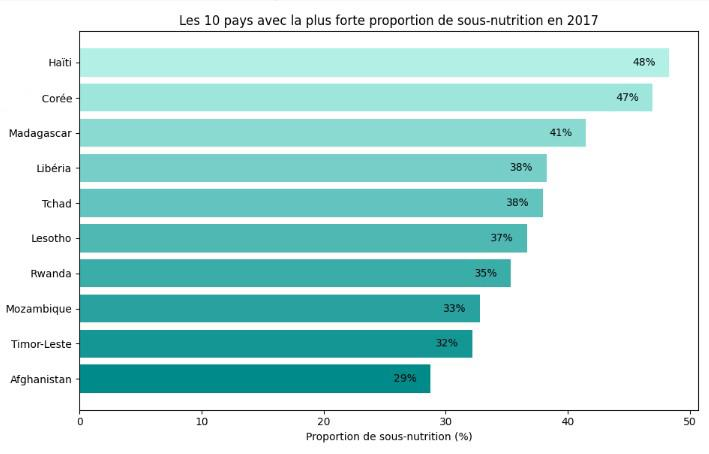 Les 10 pays avec la plus forte proportion de sous-nutrition en 2017
Haïti 48%
Corée 47%
Madagascar 41%
Libéria 38%
Tchad 38%
Lesotho 37%
Rwanda 35%
Mozambique 33%
Timor-Leste 32%
Afghanistan 29%
0 10 20 30 40 50
Proportion de sous-nutrition (%)